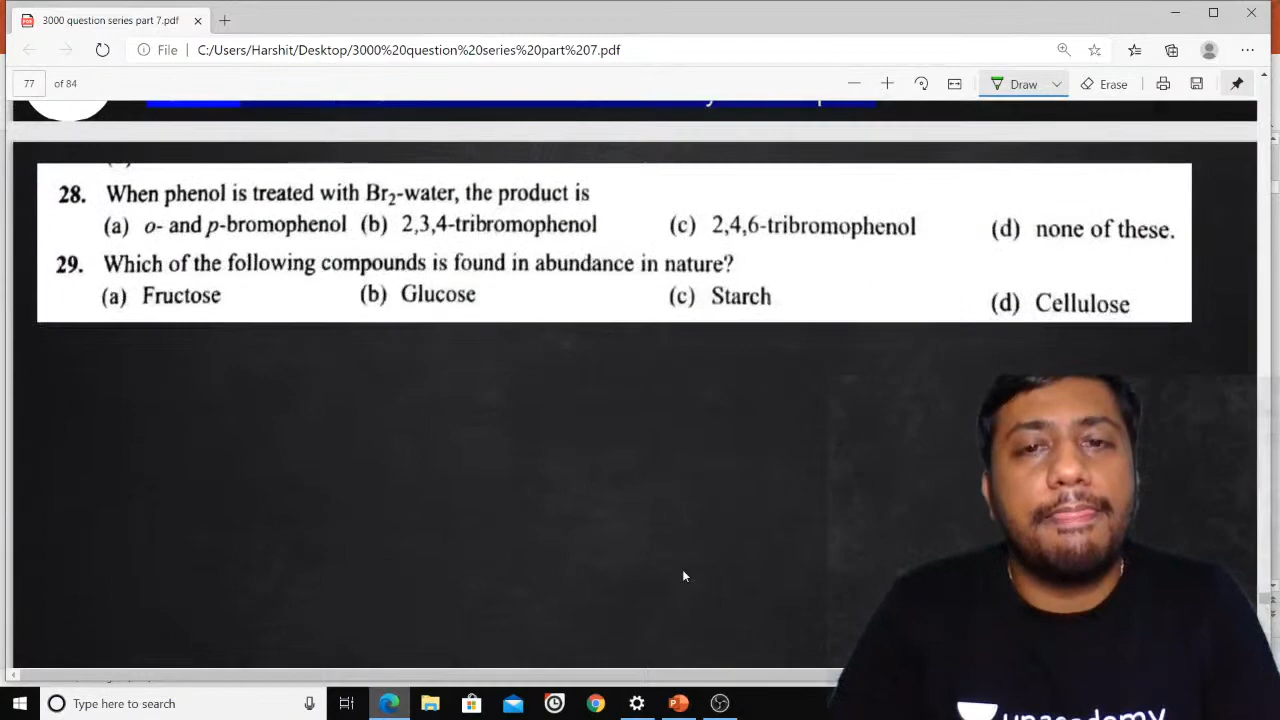 3000 question series part 7.pdf
File | C:/Users/Harshit/Desktop/3000%20question%20series%20part%207.pdf
77 of 84 Draw Erase
28. When phenol is treated with Br₂-water, the product is
(a) o- and p-bromophenol (b) 2,3,4-tribromophenol (c) 2,4,6-tribromophenol (d) none of these.
29. Which of the following compounds is found in abundance in nature?
(a) Fructose (b) Glucose (c) Starch (d) Cellulose
Type here to search
unacademy